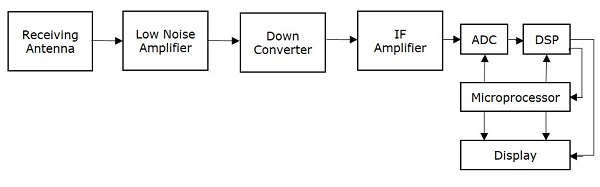 Receiving
Antenna
Low Noise
Amplifier
Down
Converter
IF
Amplifier
ADC
DSP
Microprocessor
Display